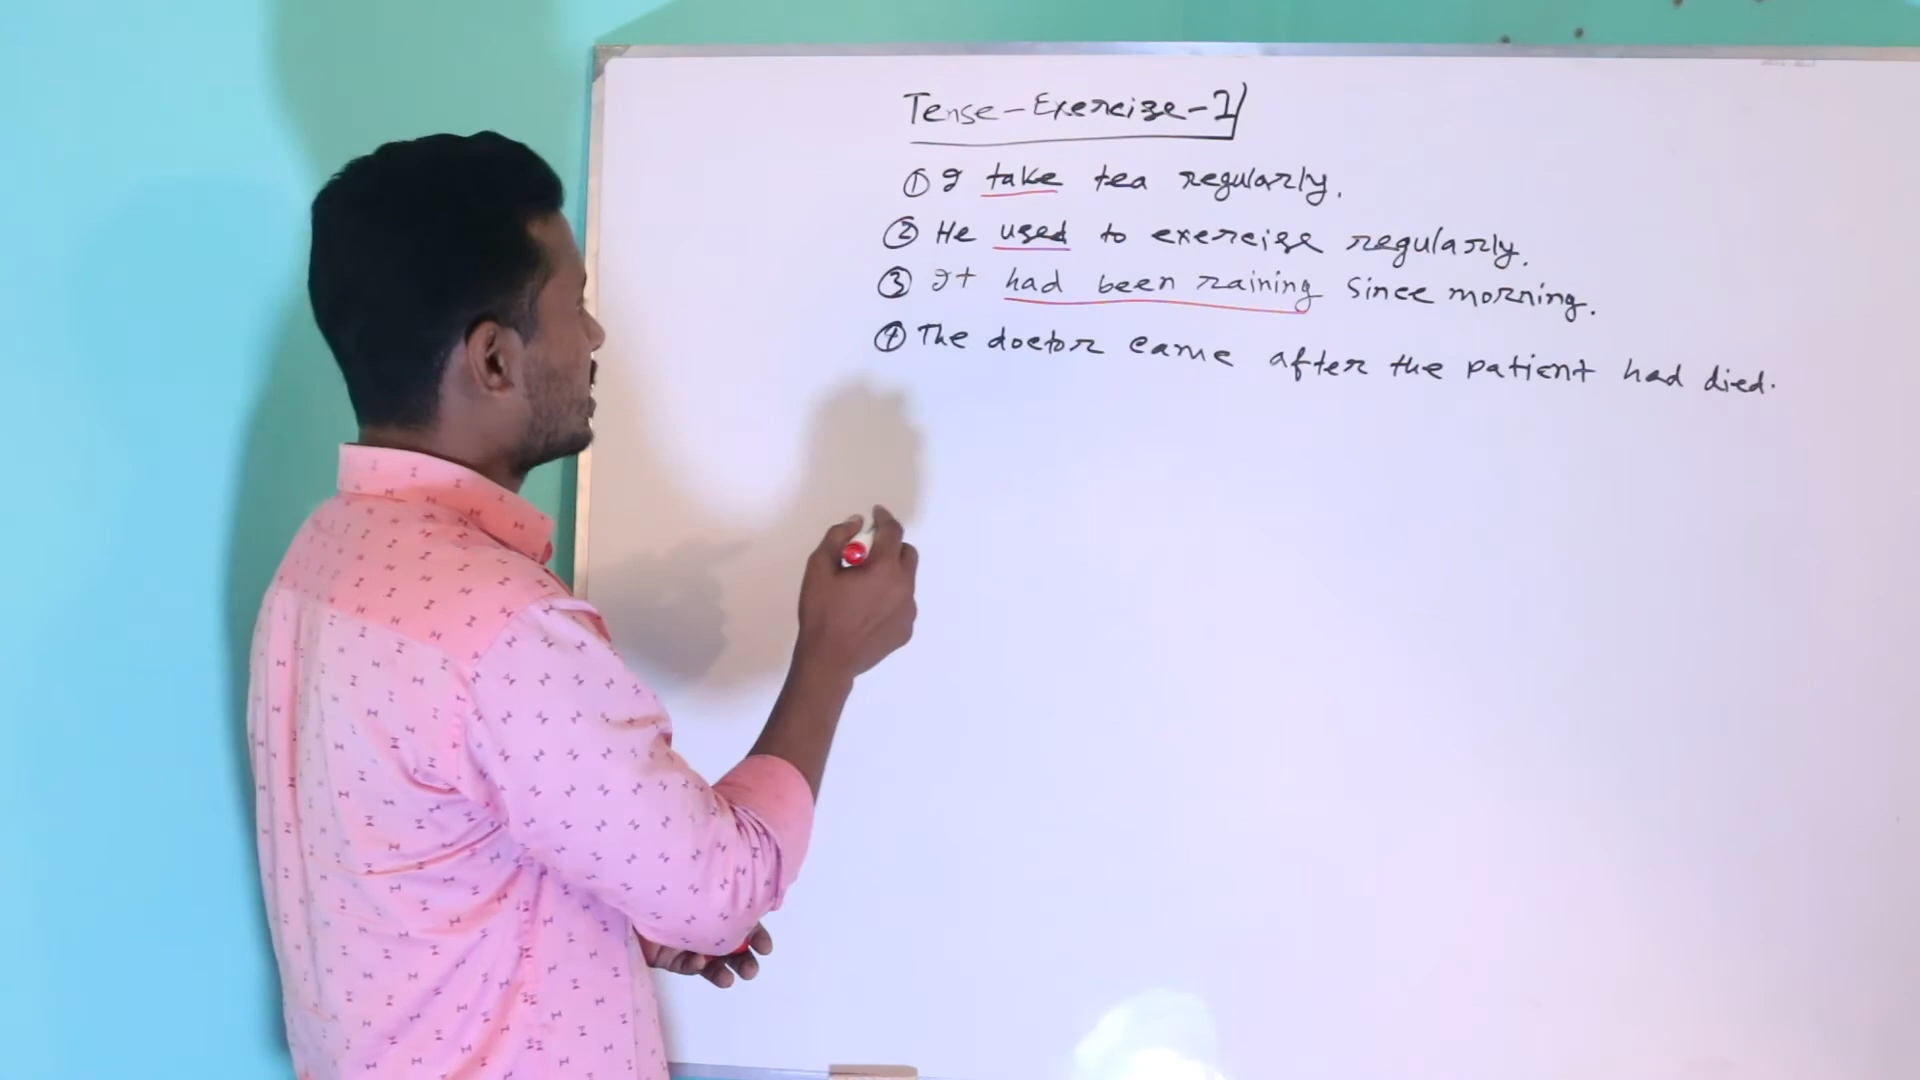 Tense-Exercise-1
① I take tea regularly.
② He used to exercise regularly.
③ It had been raining since morning.
④ The doctor came after the patient had died.